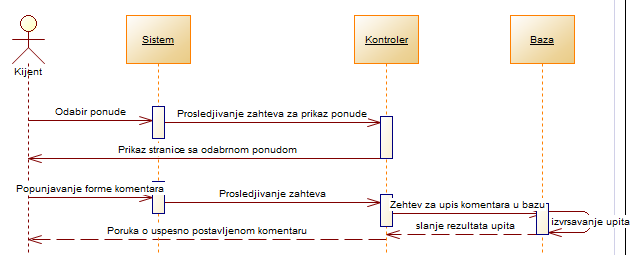 Sistem
Kontroler
Baza
Kijent
Odabir ponude
Prosledjivanje zahteva za prikaz ponude
Prikaz stranice sa odabrnom ponudom
Popunjavanje forme komentara
Prosledjivanje zahteva
Zehtev za upis komentara u bazu
izvrsavanje upita
slanje rezultata upita
Poruka o uspesno postavljenom komentaru